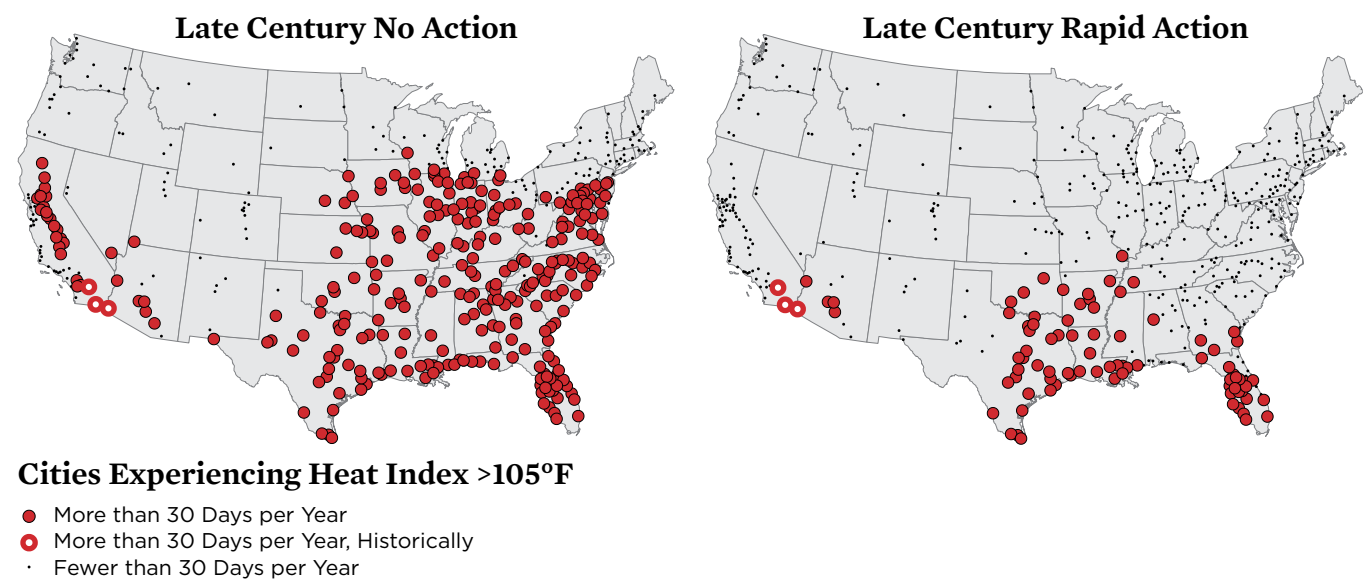 Late Century No Action
Late Century Rapid Action
Cities Experiencing Heat Index >105ºF
More than 30 Days per Year
More than 30 Days per Year, Historically
Fewer than 30 Days per Year